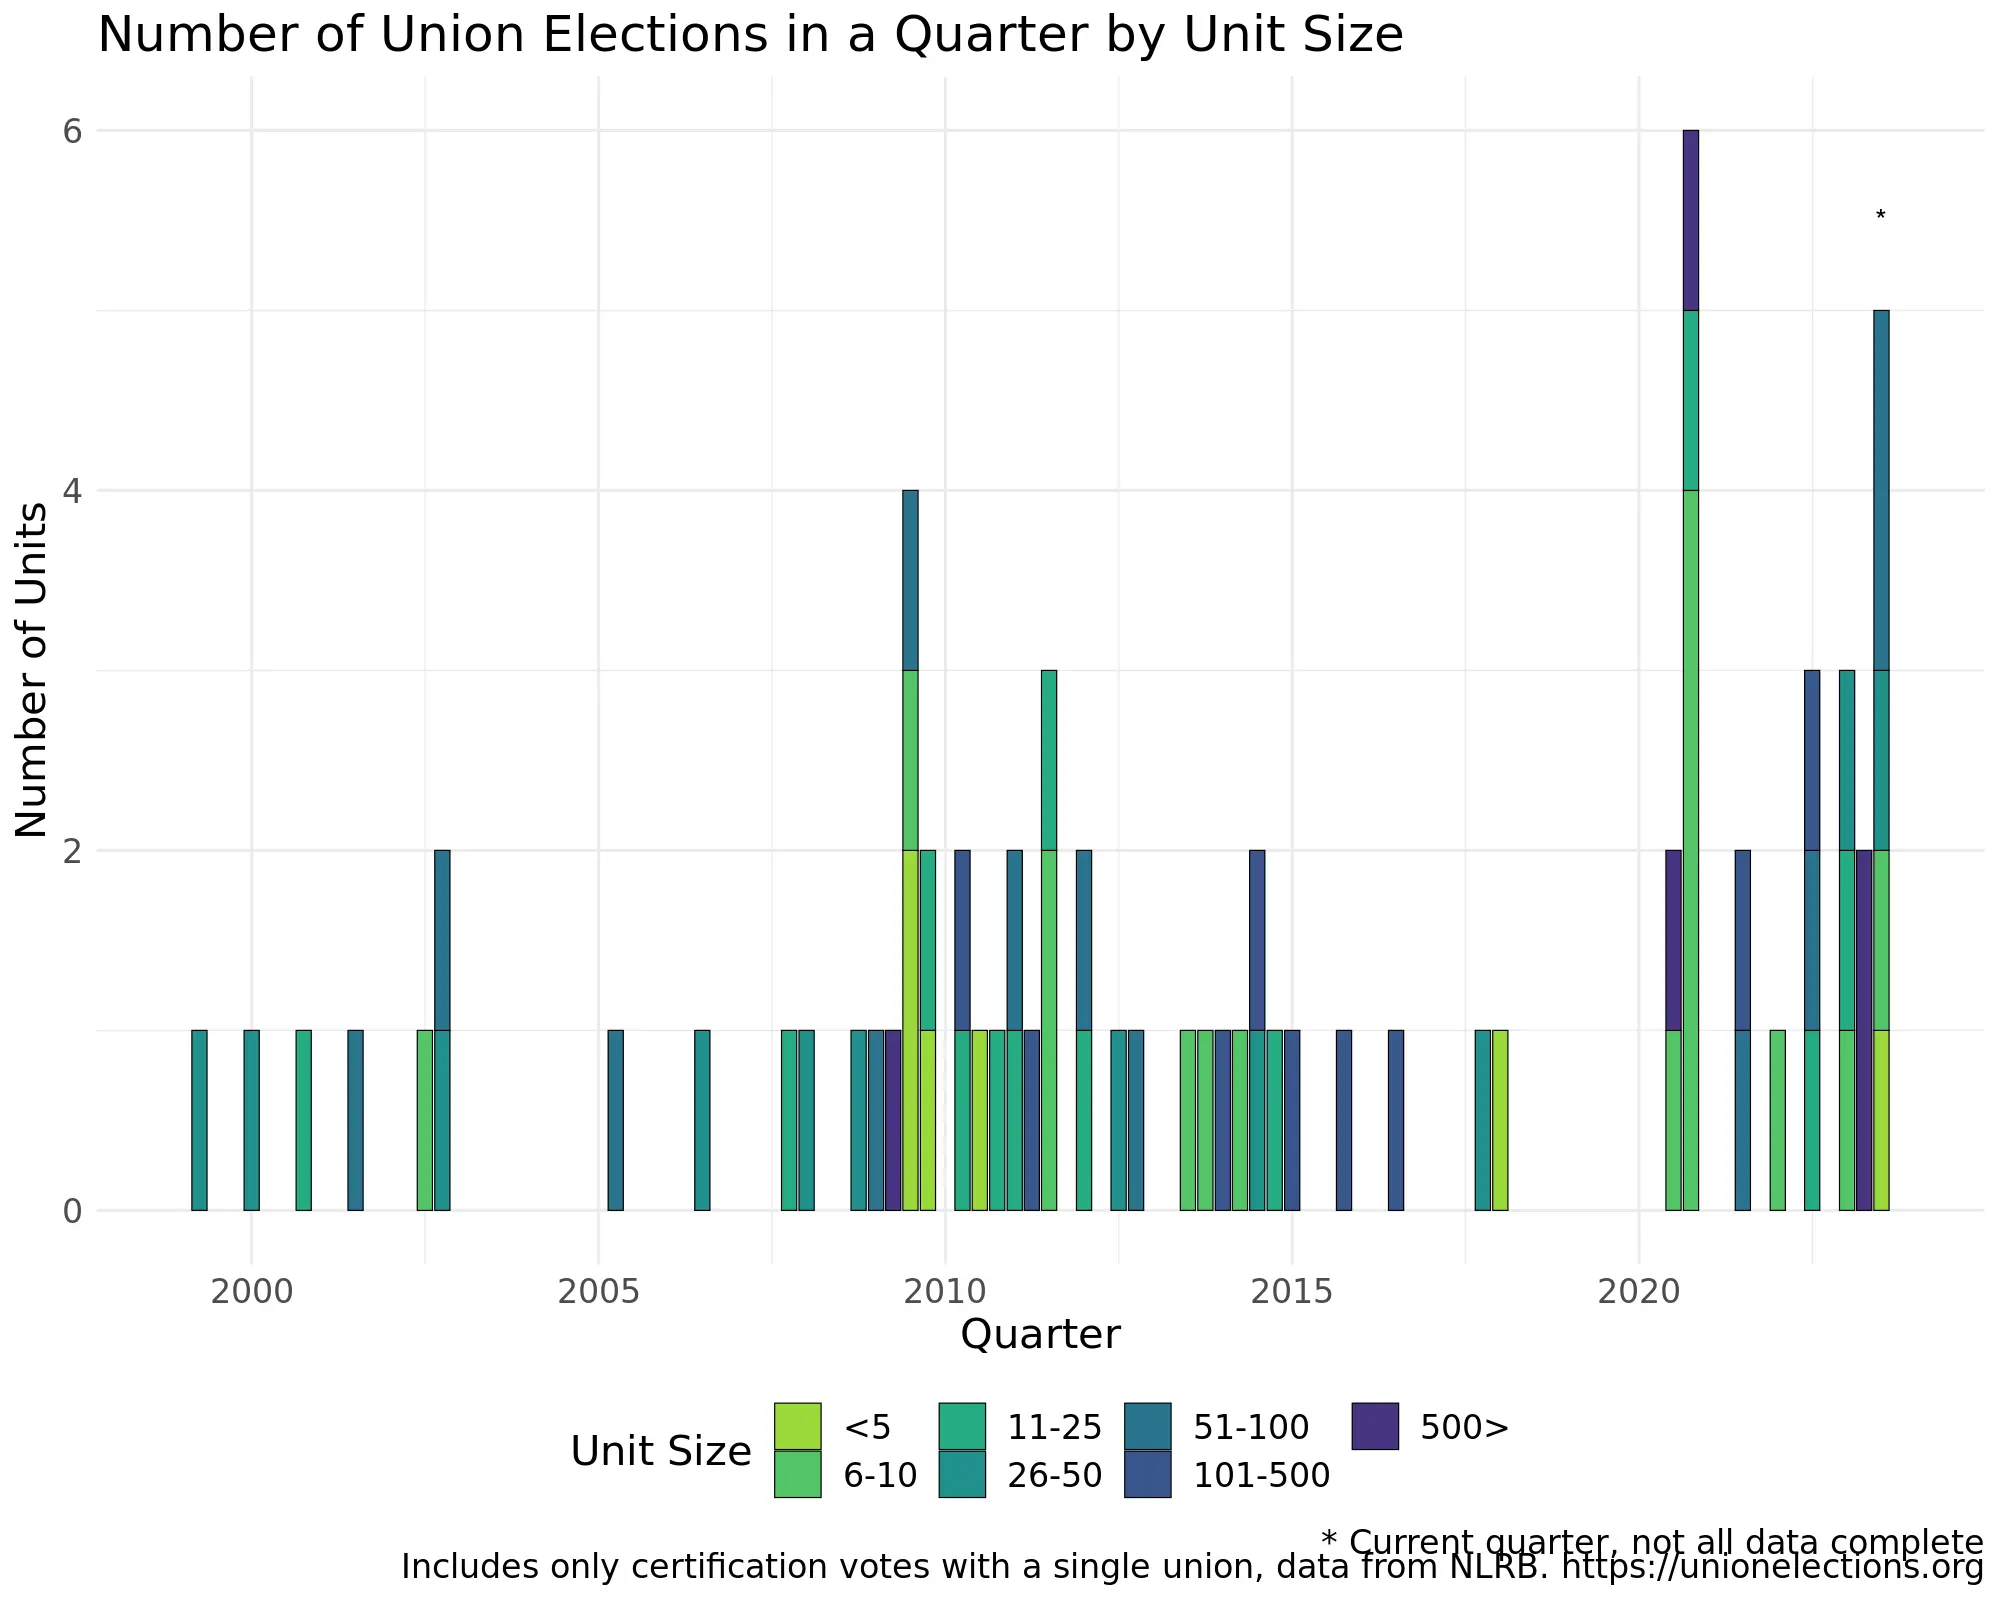 Number of Union Elections in a Quarter by Unit Size
Number of Units
6
4
2
0
2000 2005 2010 2015 2020
Quarter
Unit Size
<5 11-25 51-100 500>
6-10 26-50 101-500
*
* Current quarter, not all data complete
Includes only certification votes with a single union, data from NLRB. https://unionelections.org